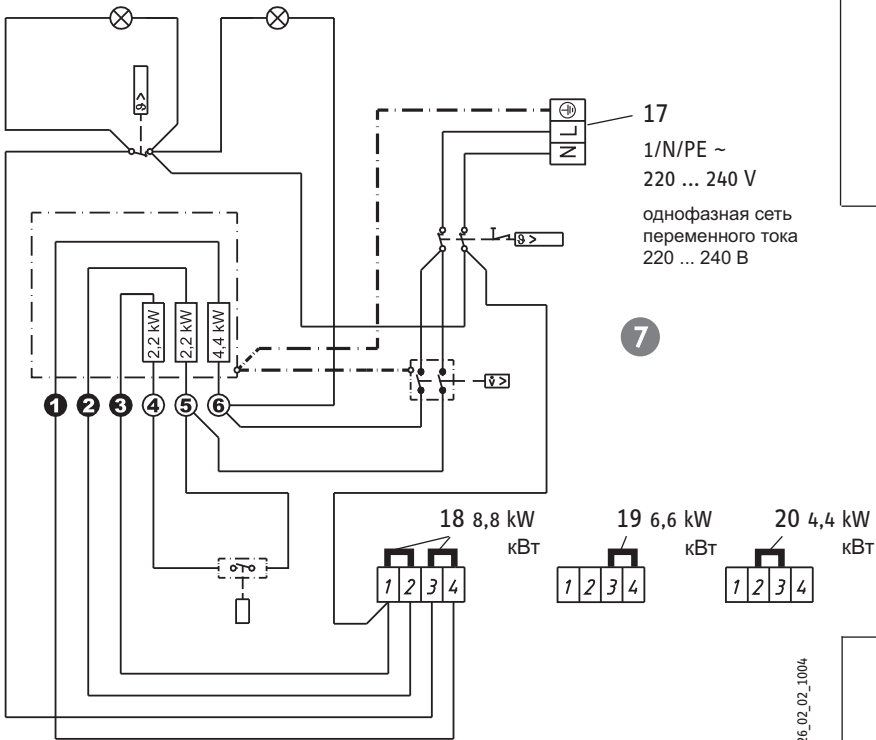 ϑ>
L
N
17
1/N/PE ~
220 ... 240 V
однофазная сеть
переменного тока
220 ... 240 В
ϑ >
7
2,2 kW
2,2 kW
4,4 kW
ϑ >
1 2 3 4 5 6
18 8,8 kW
кВт
1 2 3 4
19 6,6 kW
кВт
1 2 3 4
20 4,4 kW
кВт
1 2 3 4
26_02_02_1004